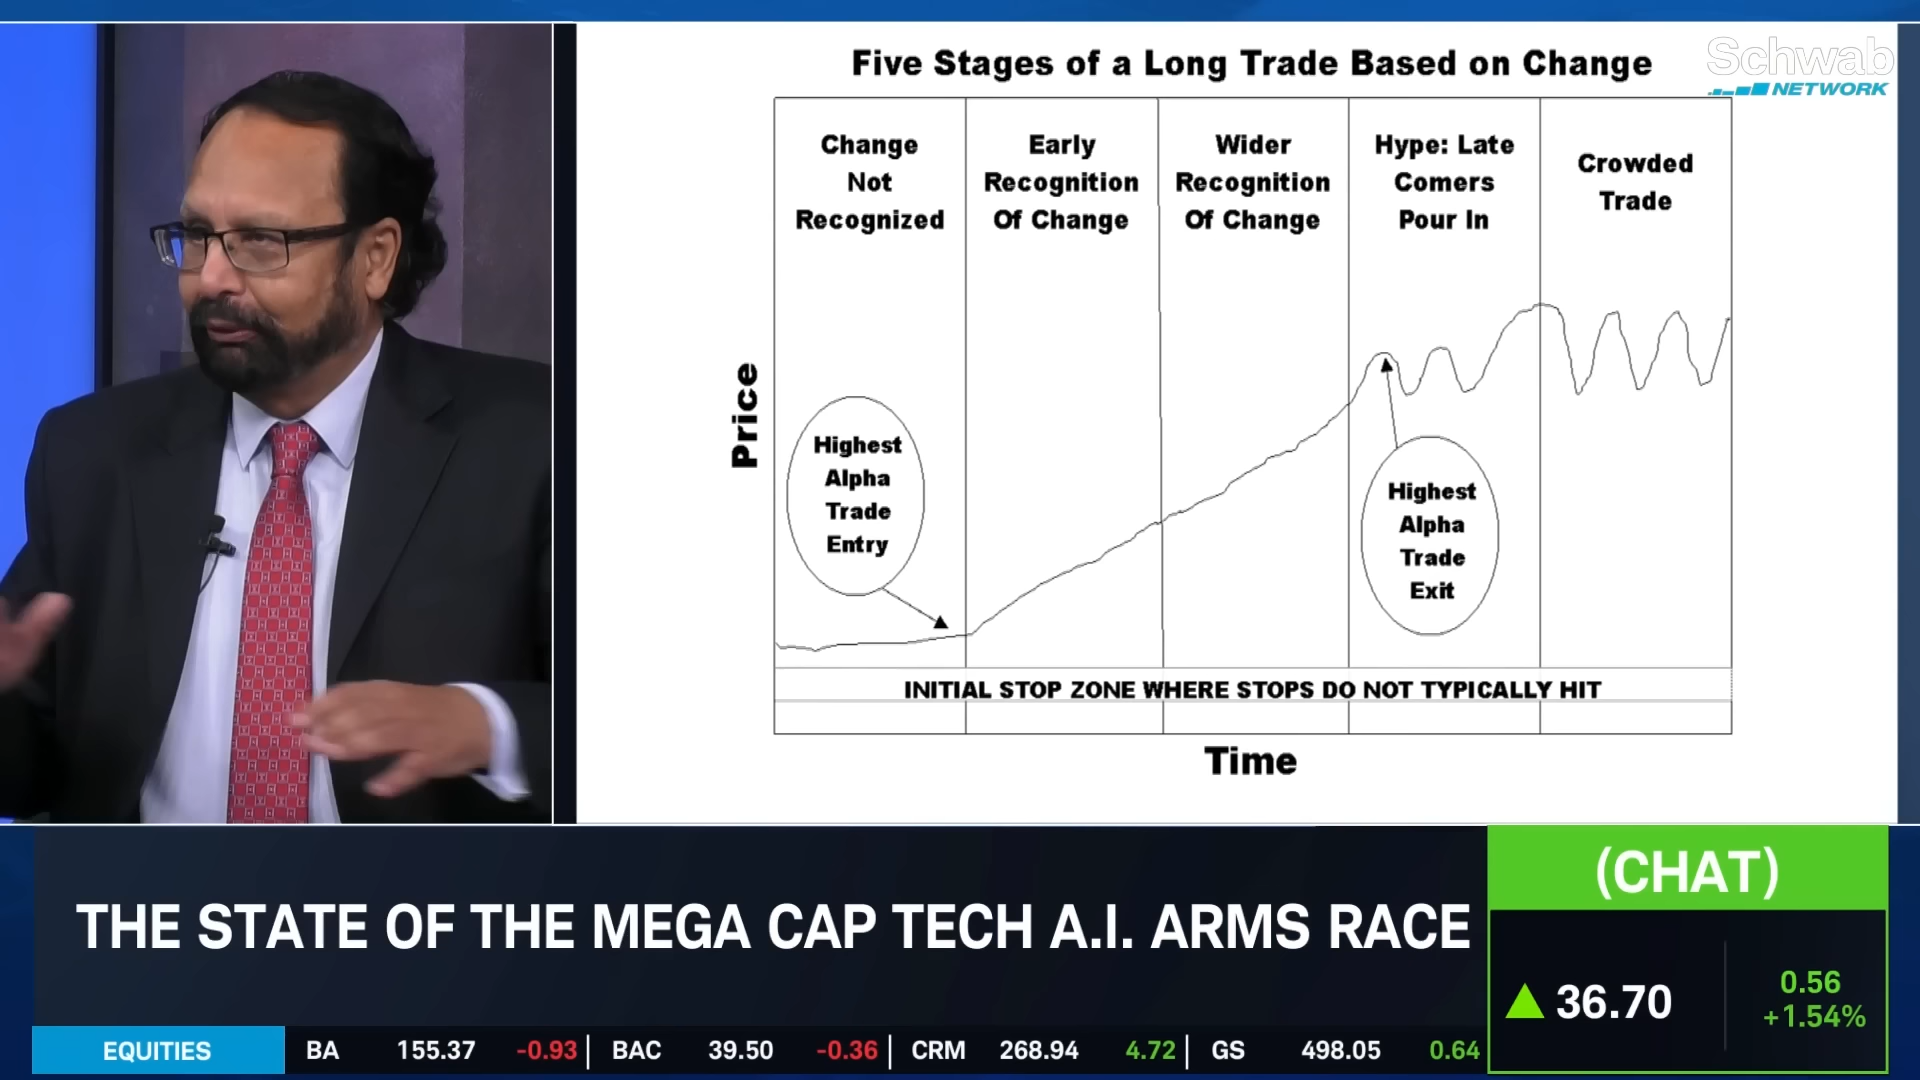 Five Stages of a Long Trade Based on Change
Schwab
NETWORK
Change
Not
Recognized
Early
Recognition
Of Change
Wider
Recognition
Of Change
Hype: Late
Comers
Pour In
Crowded
Trade
Price
Highest
Alpha
Trade
Entry
Highest
Alpha
Trade
Exit
INITIAL STOP ZONE WHERE STOPS DO NOT TYPICALLY HIT
Time
THE STATE OF THE MEGA CAP TECH A.I. ARMS RACE
(CHAT)
36.70
0.56
+1.54%
EQUITIES
BA 155.37 -0.93 BAC 39.50 -0.36 CRM 268.94 4.72 GS 498.05 0.64